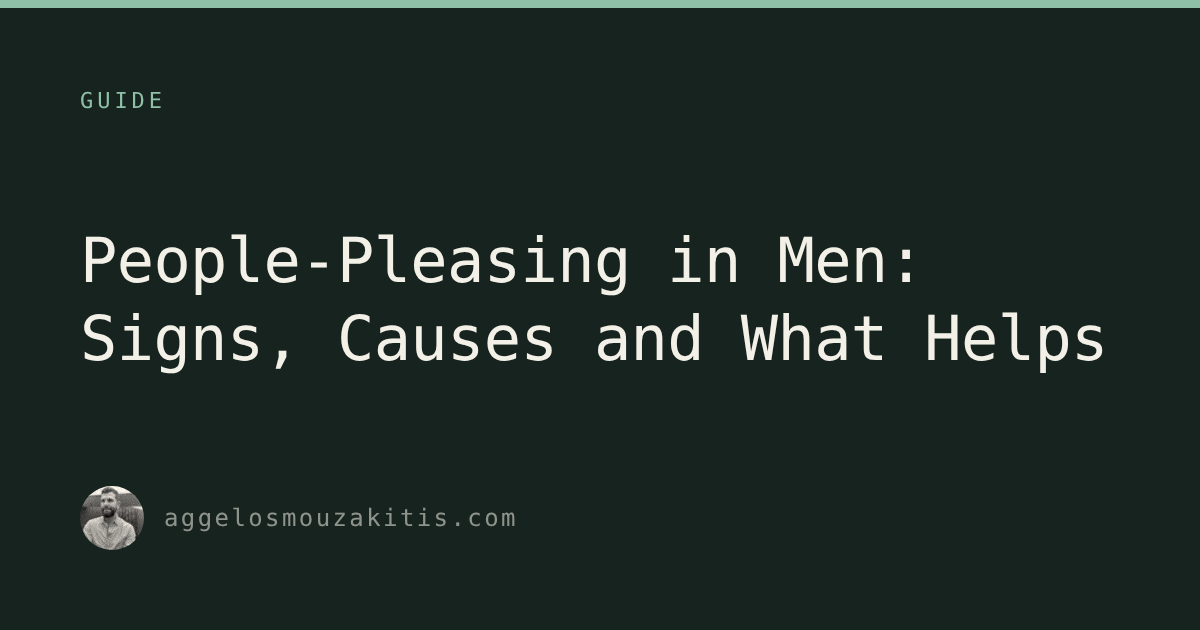 GUIDE
People-Pleasing in Men:
Signs, Causes and What Helps
aggelosmouzakitis.com